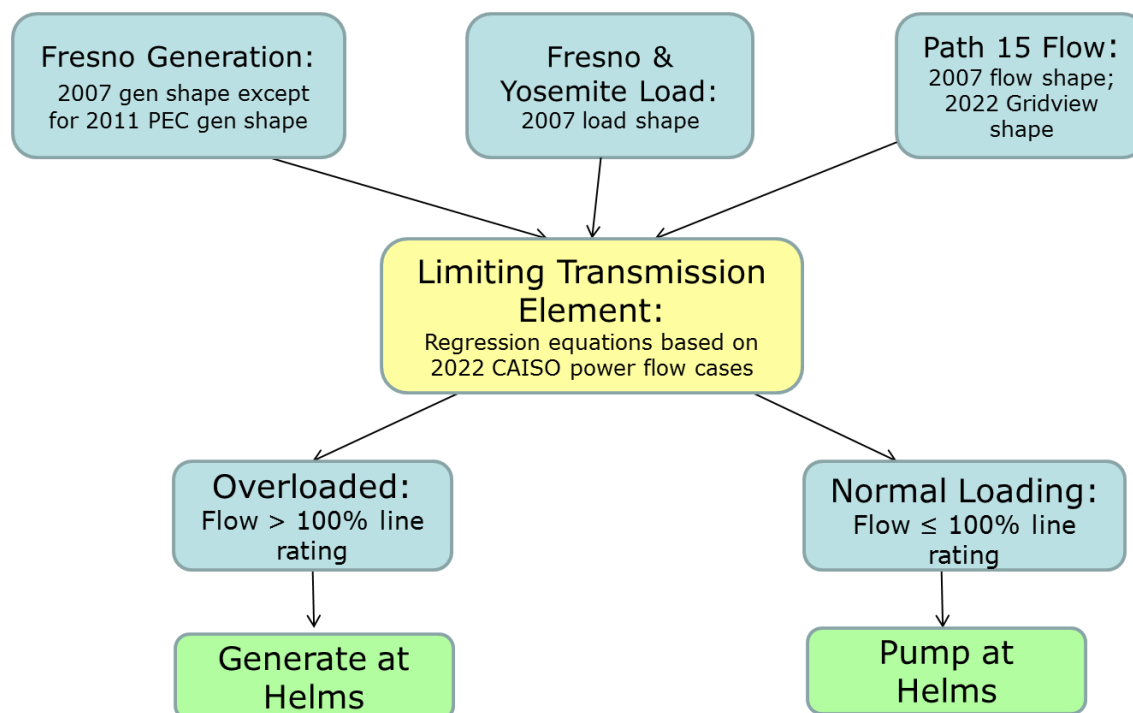 Fresno Generation:
2007 gen shape except
for 2011 PEC gen shape
Fresno &
Yosemite Load:
2007 load shape
Path 15 Flow:
2007 flow shape;
2022 Gridview
shape
Limiting Transmission
Element:
Regression equations based on
2022 CAISO power flow cases
Overloaded:
Flow > 100% line
rating
Normal Loading:
Flow ≤ 100% line
rating
Generate at
Helms
Pump at
Helms